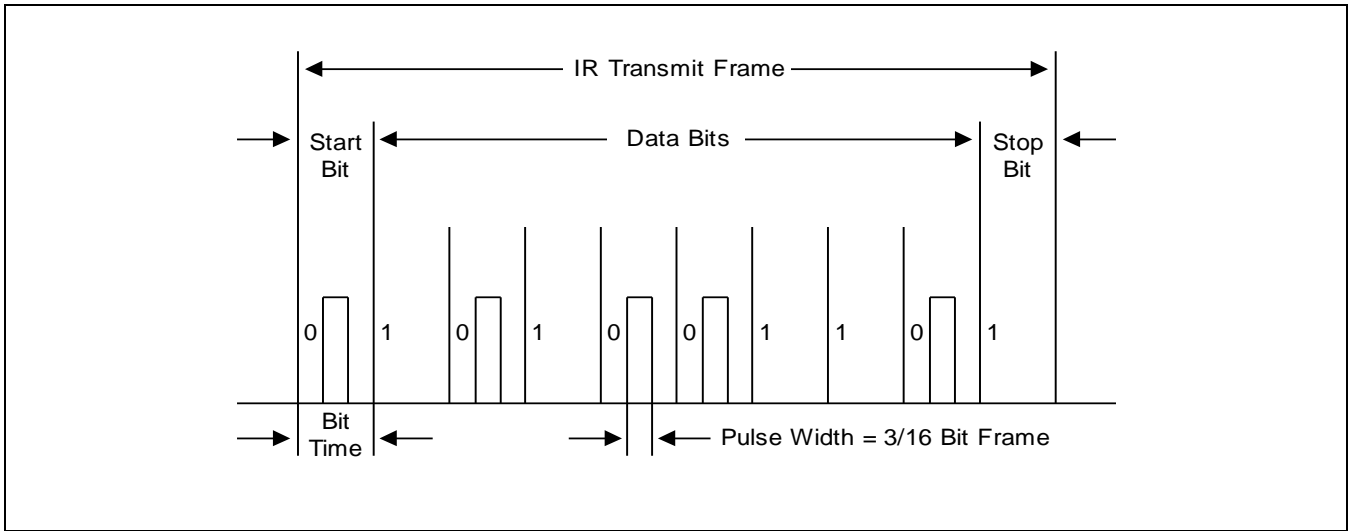 IR Transmit Frame
Start
Bit
Data Bits
Stop
Bit
0 1 0 1 0 0 1 1 0 1
Bit
Time
Pulse Width = 3/16 Bit Frame